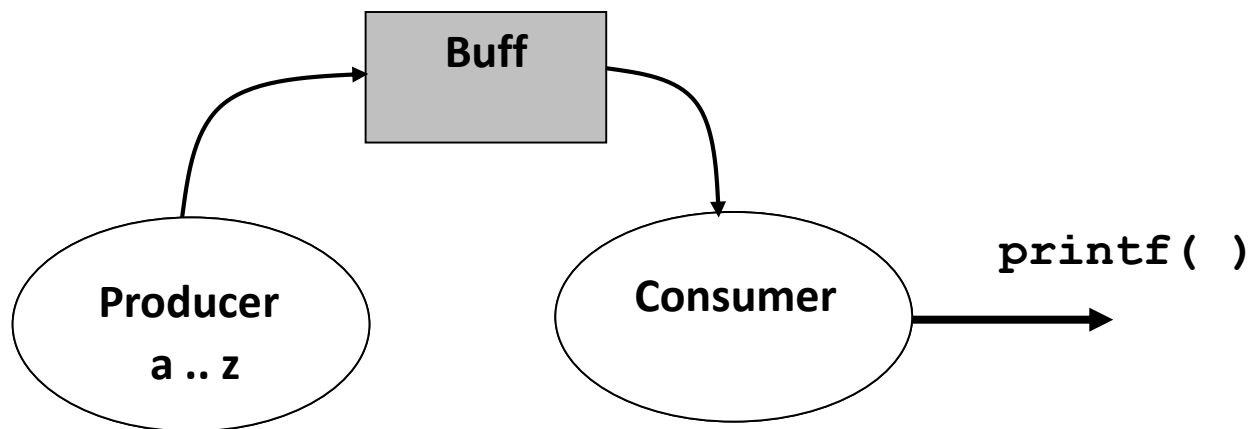 Buff
Producer
a .. z
Consumer
printf( )